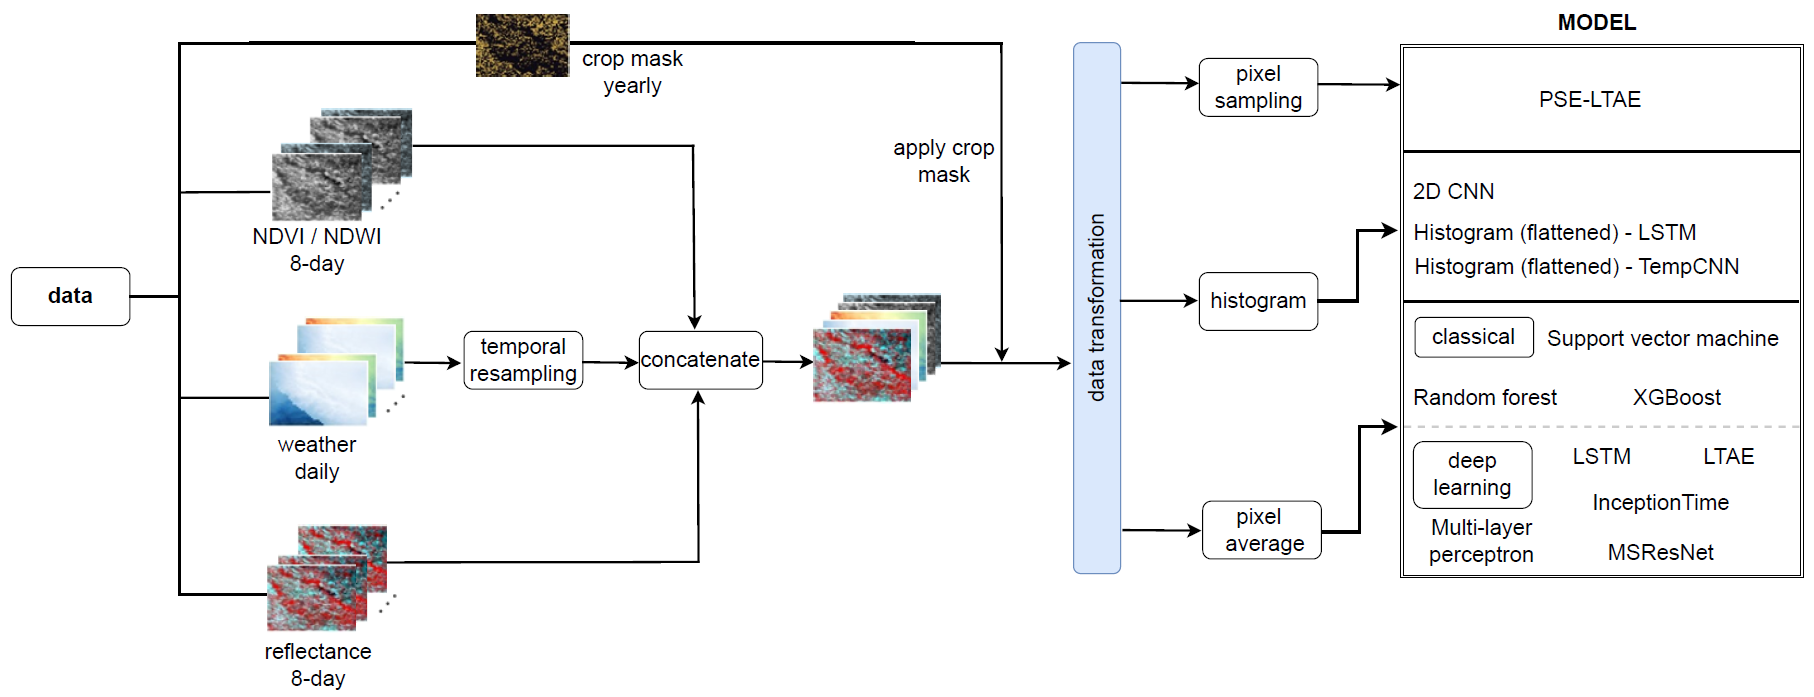 MODEL
crop mask
yearly
pixel
sampling
PSE-LTAE
apply crop
mask
NDVI / NDWI
8-day
2D CNN
Histogram (flattened) - LSTM
Histogram (flattened) - TempCNN
data
data transformation
histogram
temporal
resampling
concatenate
classical
Support vector machine
Random forest
XGBoost
weather
daily
deep
learning
LSTM
LTAE
InceptionTime
pixel
average
Multi-layer
perceptron
MSResNet
reflectance
8-day